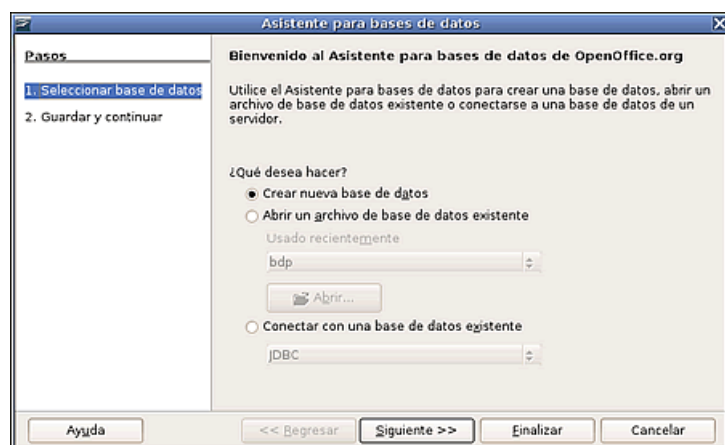 Asistente para bases de datos
Pasos
1. Seleccionar base de datos
2. Guardar y continuar
Bienvenido al Asistente para bases de datos de OpenOffice.org
Utilice el Asistente para bases de datos para crear una base de datos, abrir un
archivo de base de datos existente o conectarse a una base de datos de un
servidor.
¿Qué desea hacer?
Crear nueva base de datos
Abrir un archivo de base de datos existente
Usado recientemente
bdp
Abrir...
Conectar con una base de datos existente
JDBC
Ayuda
<< Regresar
Siguiente >>
Finalizar
Cancelar